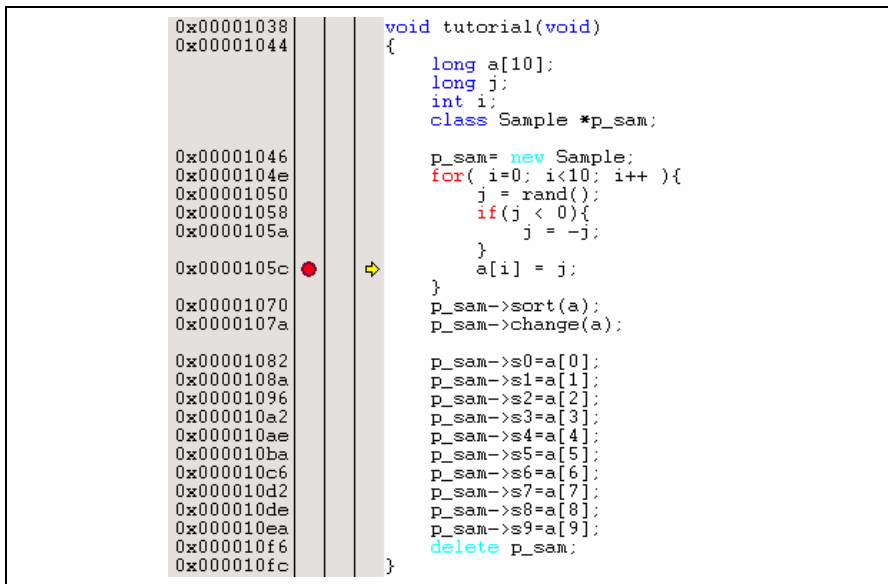 0x00001038 void tutorial(void)
0x00001044 {
long a[10];
long j;
int i;
class Sample *p_sam;
0x00001046 p_sam= new Sample;
0x0000104e for( i=0; i<10; i++ ){
0x00001050 j = rand();
0x00001058 if(j < 0){
0x0000105a j = -j;
}
0x0000105c a[i] = j;
}
0x00001070 p_sam->sort(a);
0x0000107a p_sam->change(a);
0x00001082 p_sam->s0=a[0];
0x0000108a p_sam->s1=a[1];
0x00001096 p_sam->s2=a[2];
0x000010a2 p_sam->s3=a[3];
0x000010ae p_sam->s4=a[4];
0x000010ba p_sam->s5=a[5];
0x000010c6 p_sam->s6=a[6];
0x000010d2 p_sam->s7=a[7];
0x000010de p_sam->s8=a[8];
0x000010ea p_sam->s9=a[9];
0x000010f6 delete p_sam;
0x000010fc }